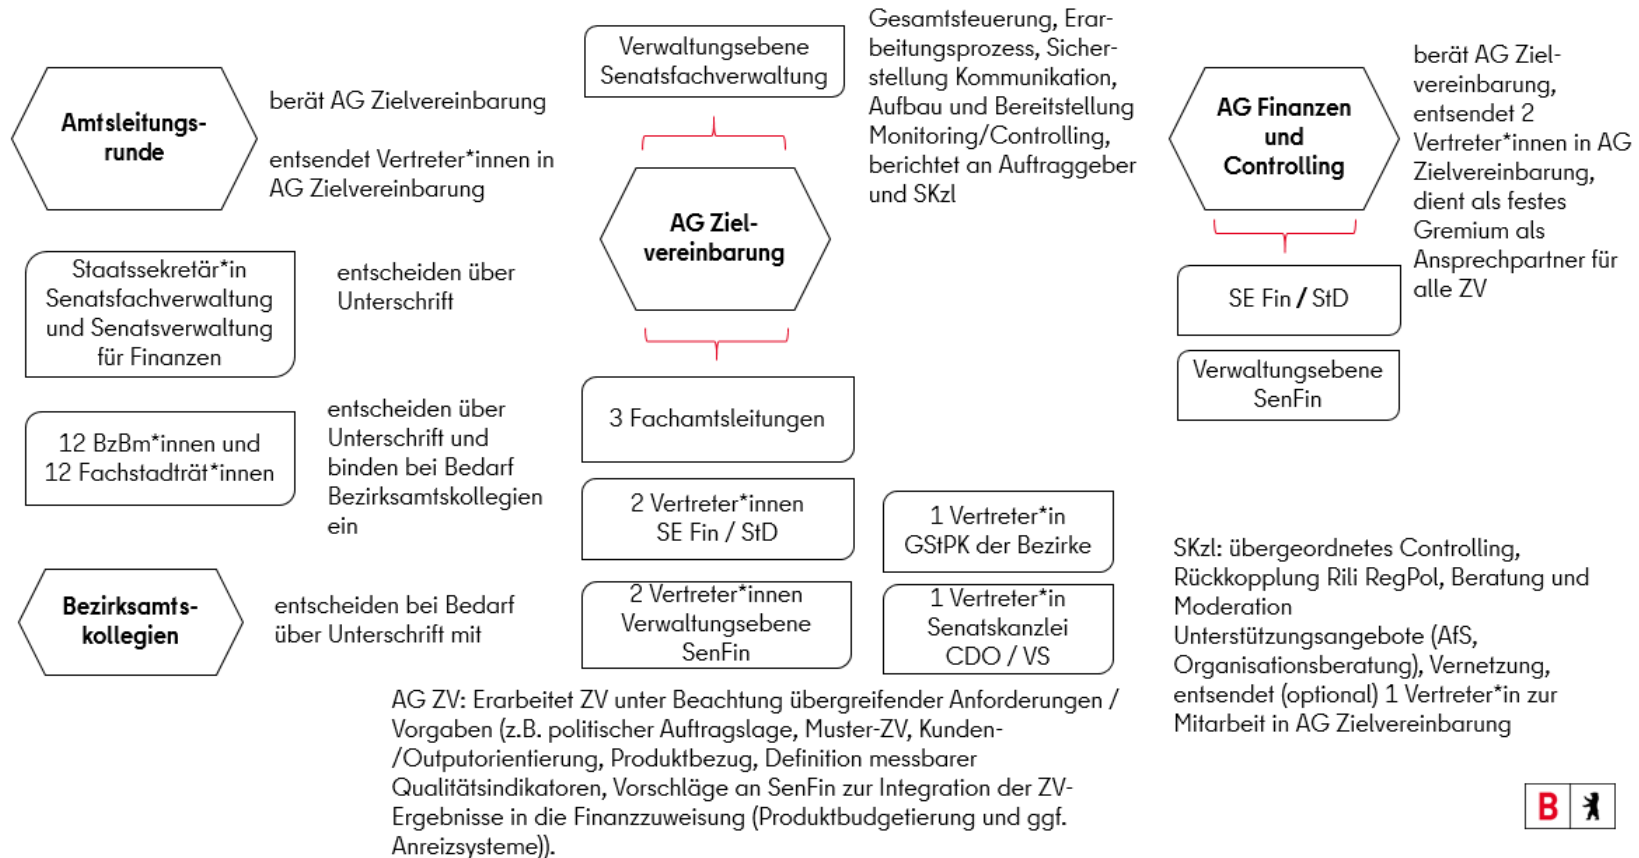 Amtsleitungs-
runde
berät AG Zielvereinbarung
entsendet Vertreter*innen in
AG Zielvereinbarung
Staatssekretär*in
Senatsfachverwaltung
und Senatsverwaltung
für Finanzen
entscheiden über
Unterschrift
12 BzBm*innen und
12 Fachstadträt*innen
entscheiden über
Unterschrift und
binden bei Bedarf
Bezirksamtskollegien
ein
Bezirksamts-
kollegien
entscheiden bei Bedarf
über Unterschrift mit
Verwaltungsebene
Senatsfachverwaltung
Gesamtsteuerung, Erar-
beitungsprozess, Sicher-
stellung Kommunikation,
Aufbau und Bereitstellung
Monitoring/Controlling,
berichtet an Auftraggeber
und SKzl
AG Ziel-
vereinbarung
3 Fachamtsleitungen
2 Vertreter*innen
SE Fin / StD
2 Vertreter*innen
Verwaltungsebene
SenFin
1 Vertreter*in
GStPK der Bezirke
1 Vertreter*in
Senatskanzlei
CDO / VS
AG ZV: Erarbeitet ZV unter Beachtung übergreifender Anforderungen /
Vorgaben (z.B. politischer Auftragslage, Muster-ZV, Kunden-
/Outputorientierung, Produktbezug, Definition messbarer
Qualitätsindikatoren, Vorschläge an SenFin zur Integration der ZV-
Ergebnisse in die Finanzzuweisung (Produktbudgetierung und ggf.
Anreizsysteme)).
AG Finanzen
und
Controlling
berät AG Ziel-
vereinbarung,
entsendet 2
Vertreter*innen in AG
Zielvereinbarung,
dient als festes
Gremium als
Ansprechpartner für
alle ZV
SE Fin / StD
Verwaltungsebene
SenFin
SKzl: übergeordnetes Controlling,
Rückkopplung Rili RegPol, Beratung und
Moderation
Unterstützungsangebote (AfS,
Organisationsberatung), Vernetzung,
entsendet (optional) 1 Vertreter*in zur
Mitarbeit in AG Zielvereinbarung
B